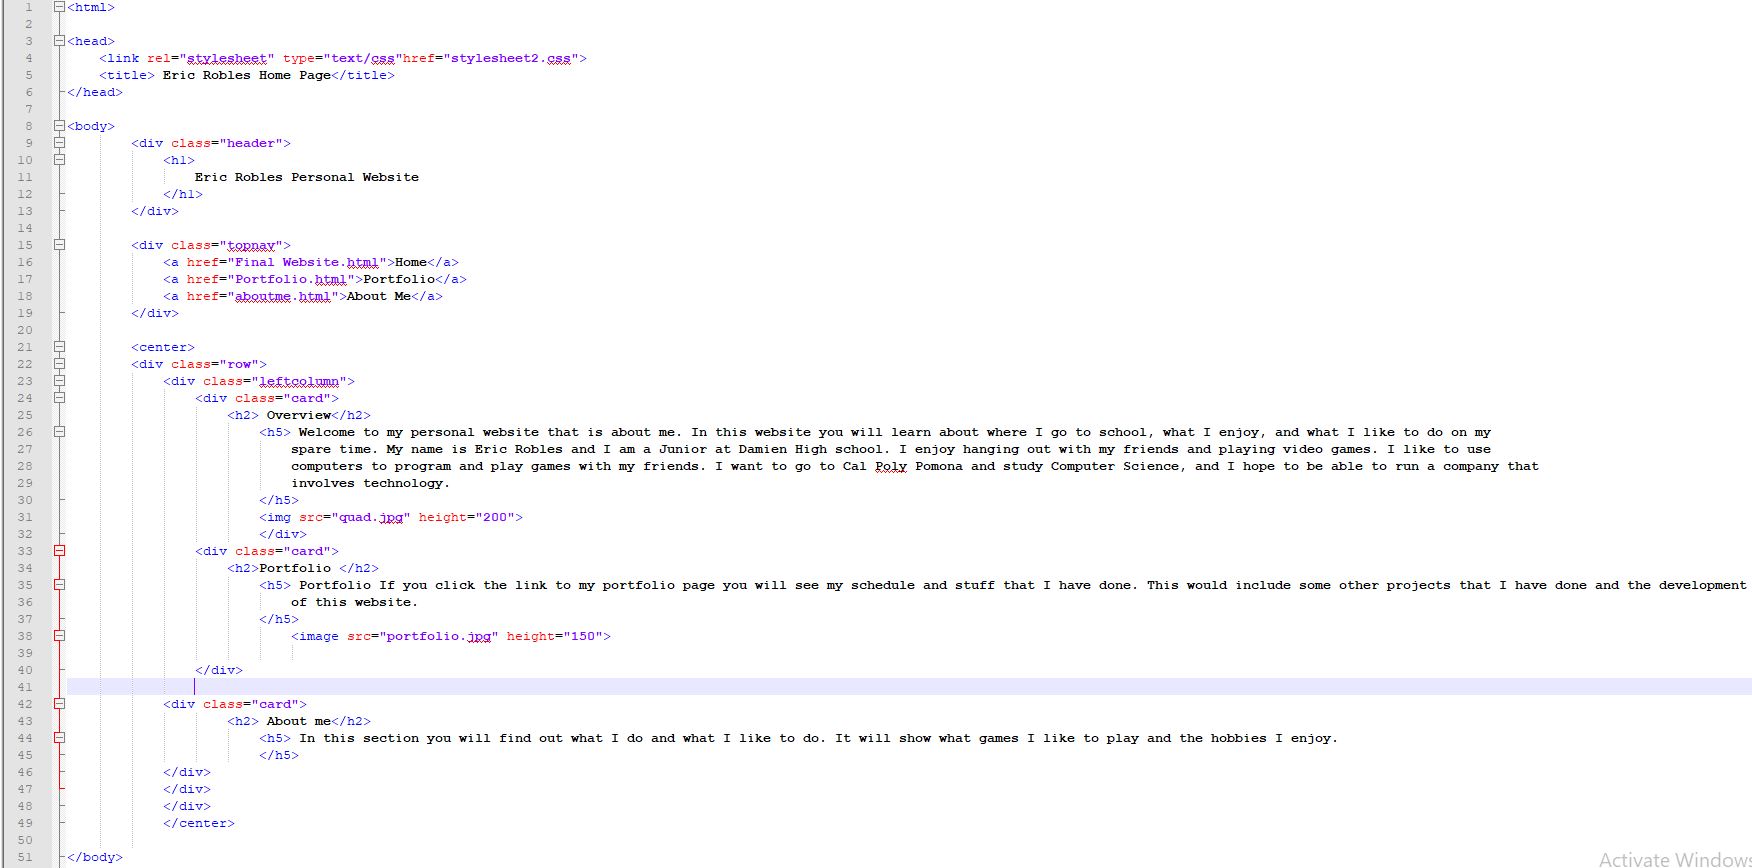 1 <html>
2
3 <head>
4 <link rel="stylesheet" type="text/css"href="stylesheet2.css">
5 <title> Eric Robles Home Page</title>
6 </head>
7
8 <body>
9 <div class="header">
10 <h1>
11 Eric Robles Personal Website
12 </h1>
13 </div>
14
15 <div class="topnav">
16 <a href="Final Website.html">Home</a>
17 <a href="Portfolio.html">Portfolio</a>
18 <a href="aboutme.html">About Me</a>
19 </div>
20
21 <center>
22 <div class="row">
23 <div class="leftcolumn">
24 <div class="card">
25 <h2> Overview</h2>
26 <h5> Welcome to my personal website that is about me. In this website you will learn about where I go to school, what I enjoy, and what I like to do on my
27 spare time. My name is Eric Robles and I am a Junior at Damien High school. I enjoy hanging out with my friends and playing video games. I like to use
28 computers to program and play games with my friends. I want to go to Cal Poly Pomona and study Computer Science, and I hope to be able to run a company that
29 involves technology.
30 </h5>
31 <img src="quad.jpg" height="200">
32 </div>
33 <div class="card">
34 <h2>Portfolio </h2>
35 <h5> Portfolio If you click the link to my portfolio page you will see my schedule and stuff that I have done. This would include some other projects that I have done and the development
36 of this website.
37 </h5>
38 <image src="portfolio.jpg" height="150">
39
40 </div>
41
42 <div class="card">
43 <h2> About me</h2>
44 <h5> In this section you will find out what I do and what I like to do. It will show what games I like to play and the hobbies I enjoy.
45 </h5>
46 </div>
47 </div>
48 </div>
49 </center>
50
51 </body>
Activate Windows